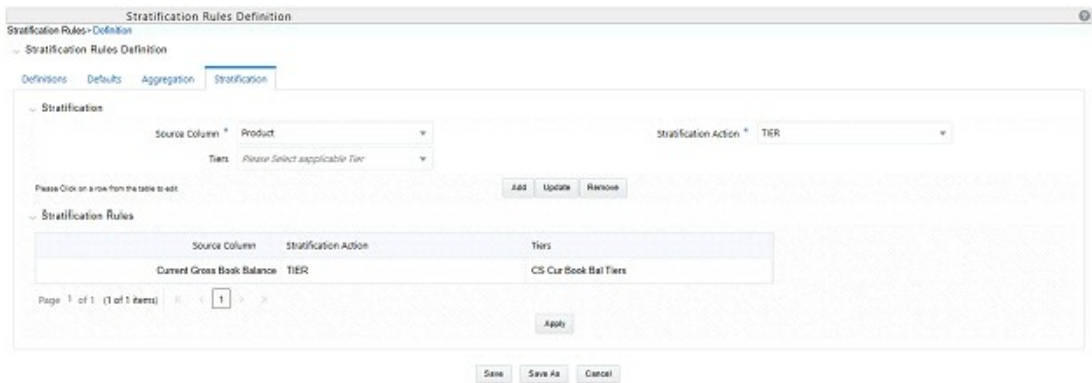 Stratification Rules Definition
Stratification Rules > Definition
Stratification Rules Definition
Definitions Defaults Aggregation Stratification
Stratification
Source Column * Product Stratification Action * TIER
Tiers Please Select aapplicable Tier
Please Click on a row from the table to edit Add Update Remove
Stratification Rules
Source Column Stratification Action Tiers
Current Gross Book Balance TIER CS Cur Book Bal Tiers
Page 1 of 1 (1 of 1 items) 1
Apply
Save Save As Cancel